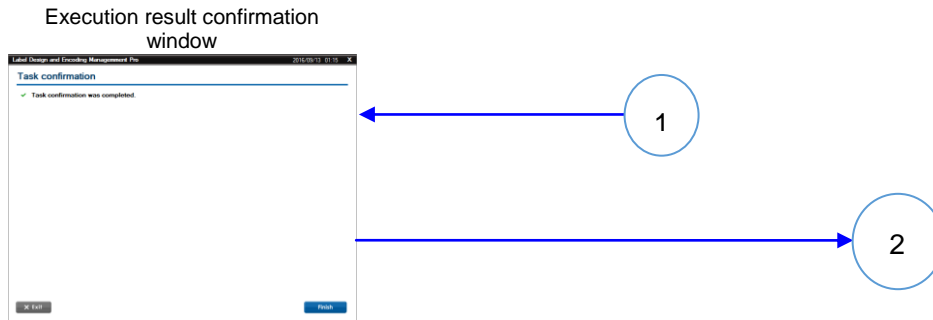 Execution result confirmation
window
Label Design and Encoding Management Pro 2016/09/13 01:15 X
Task confirmation
✓ Task confirmation was completed.
1
2
X Exit Finish